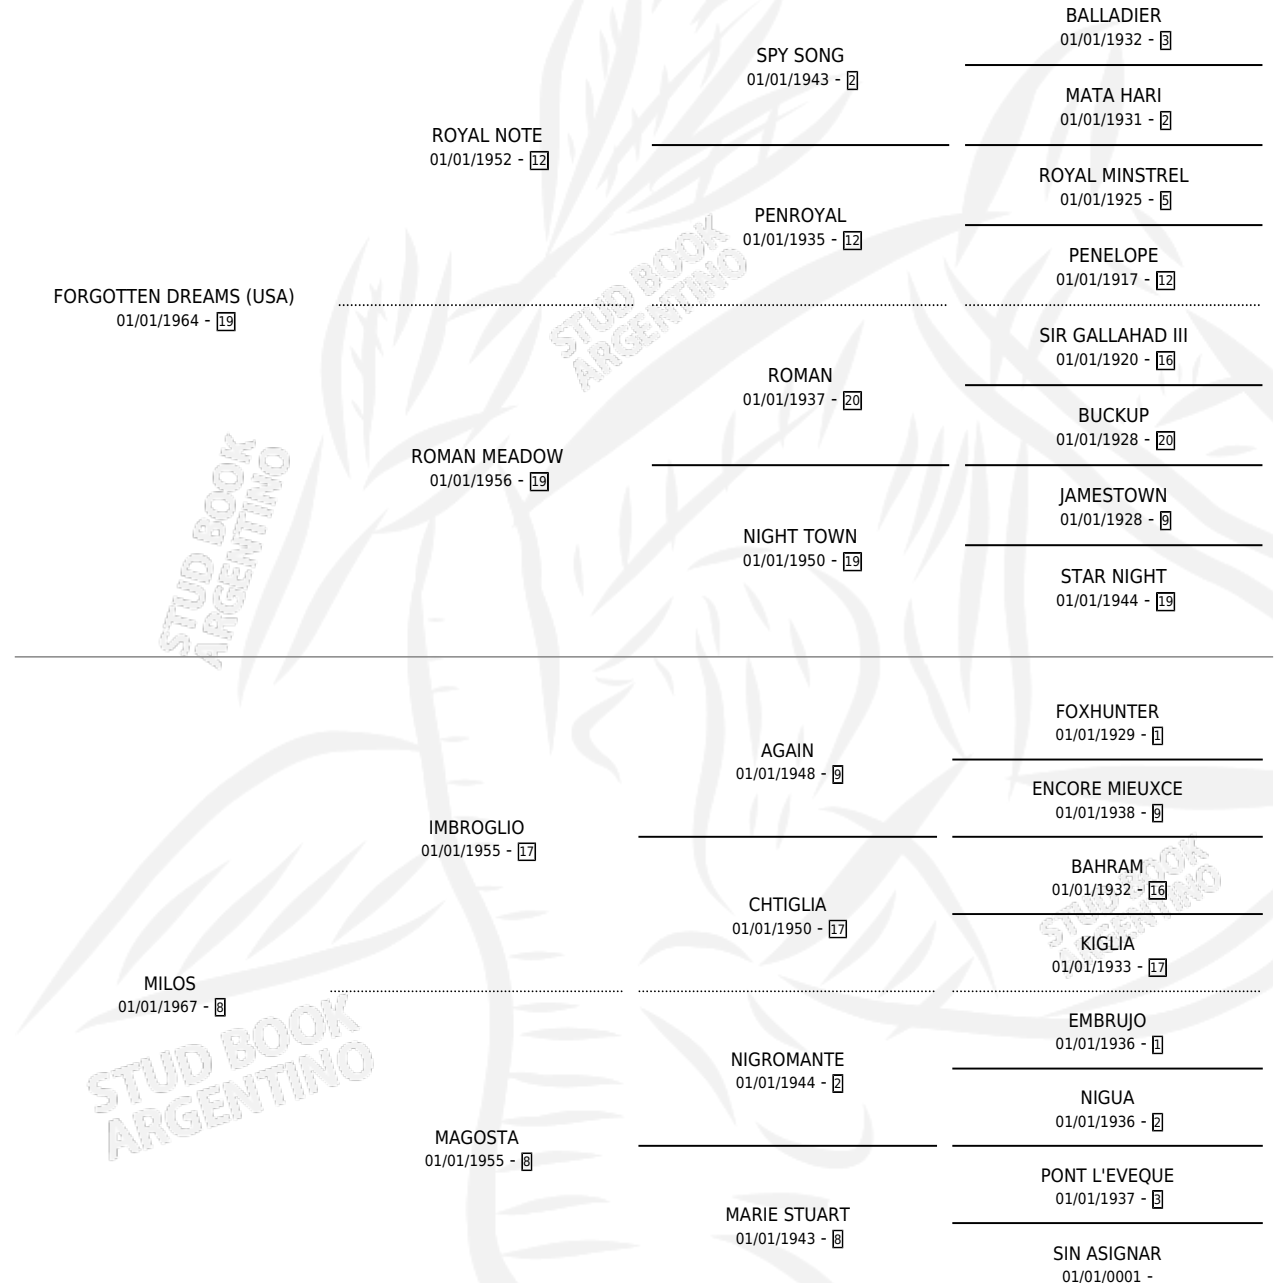 BALLADIER
01/01/1932 - 3
SPY SONG
01/01/1943 - 2
MATA HARI
01/01/1931 - 2
ROYAL NOTE
01/01/1952 - 12
ROYAL MINSTREL
01/01/1925 - 5
PENROYAL
01/01/1935 - 12
PENELOPE
01/01/1917 - 12
FORGOTTEN DREAMS (USA)
01/01/1964 - 19
SIR GALLAHAD III
01/01/1920 - 16
ROMAN
01/01/1937 - 20
BUCKUP
01/01/1928 - 20
ROMAN MEADOW
01/01/1956 - 19
JAMESTOWN
01/01/1928 - 9
NIGHT TOWN
01/01/1950 - 19
STAR NIGHT
01/01/1944 - 19
STUD BOOK
ARGENTINO
STUD BOOK
ARGENTINO
FOXHUNTER
01/01/1929 - 1
AGAIN
01/01/1948 - 9
ENCORE MIEUXCE
01/01/1938 - 9
IMBROGLIO
01/01/1955 - 17
BAHRAM
01/01/1932 - 16
CHTIGLIA
01/01/1950 - 17
KIGLIA
01/01/1933 - 17
MILOS
01/01/1967 - 8
EMBRUJO
01/01/1936 - 1
NIGROMANTE
01/01/1944 - 2
NIGUA
01/01/1936 - 2
MAGOSTA
01/01/1955 - 8
PONT L'EVEQUE
01/01/1937 - 3
MARIE STUART
01/01/1943 - 8
SIN ASIGNAR
01/01/0001 -
STUD BOOK
ARGENTINO
STUD BOOK
ARGENTINO